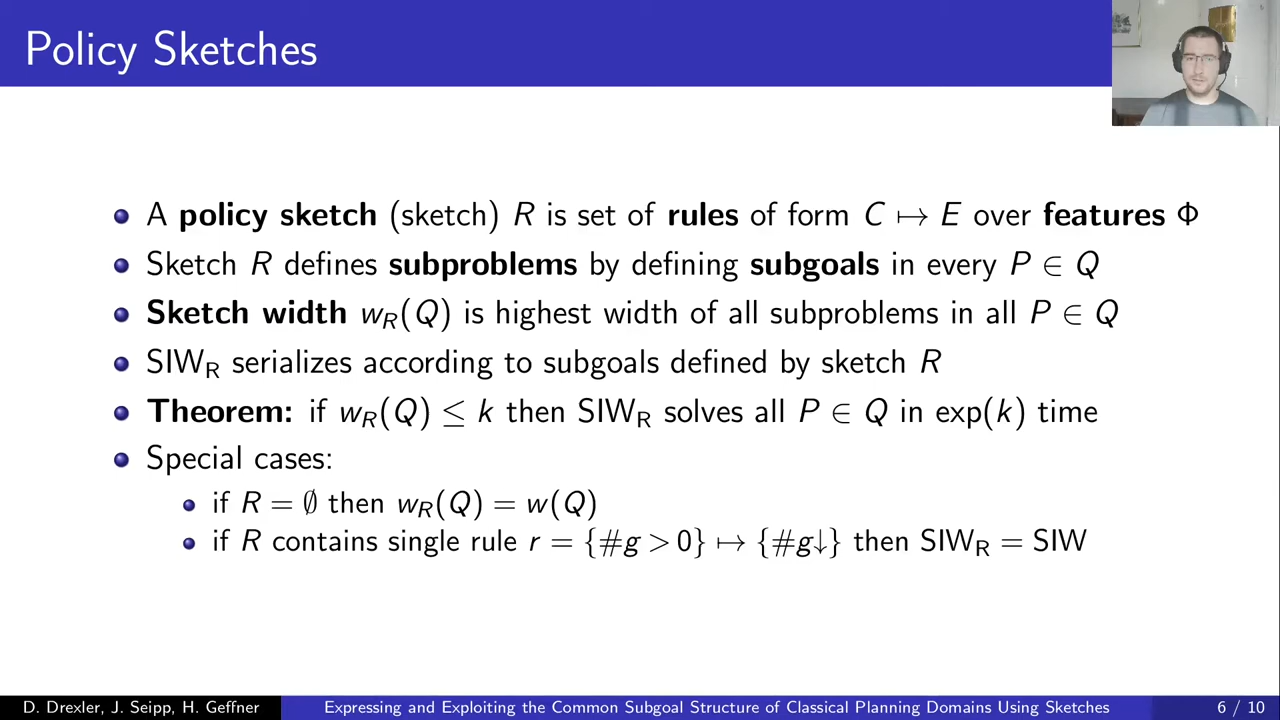 Policy Sketches
A policy sketch (sketch) R is set of rules of form C ↦ E over features Φ
Sketch R defines subproblems by defining subgoals in every P ∈ Q
Sketch width w_R(Q) is highest width of all subproblems in all P ∈ Q
SIW_R serializes according to subgoals defined by sketch R
Theorem: if w_R(Q) ≤ k then SIW_R solves all P ∈ Q in exp(k) time
Special cases:
if R = ∅ then w_R(Q) = w(Q)
if R contains single rule r = {#g > 0} ↦ {#g↓} then SIW_R = SIW
D. Drexler, J. Seipp, H. Geffner
Expressing and Exploiting the Common Subgoal Structure of Classical Planning Domains Using Sketches
6 / 10